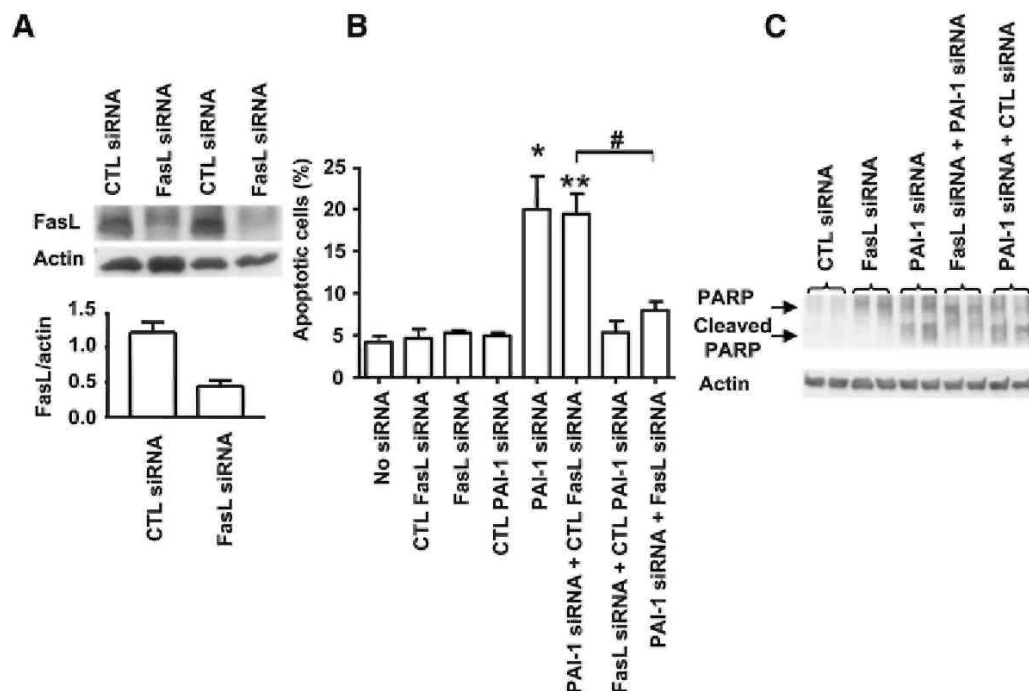 A
CTL siRNA
FasL siRNA
CTL siRNA
FasL siRNA
FasL
Actin
FasL/actin
1.5
1.0
0.5
0.0
CTL siRNA
FasL siRNA
B
Apoptotic cells (%)
25
20
15
10
5
0
*
**
#
No siRNA
CTL FasL siRNA
FasL siRNA
CTL PAI-1 siRNA
PAI-1 siRNA
PAI-1 siRNA + CTL FasL siRNA
FasL siRNA + CTL PAI-1 siRNA
PAI-1 siRNA + FasL siRNA
C
CTL siRNA
FasL siRNA
PAI-1 siRNA
FasL siRNA + PAI-1 siRNA
PAI-1 siRNA + CTL siRNA
PARP
Cleaved
PARP
Actin